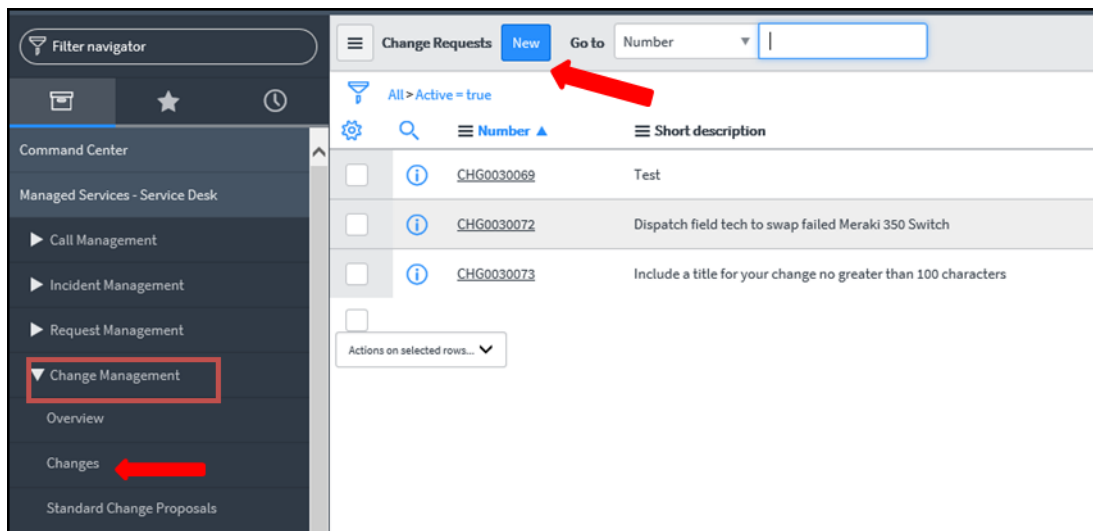 Filter navigator
Change Requests New Go to Number
All > Active = true
Number Short description
Command Center
CHG0030069 Test
Managed Services - Service Desk
CHG0030072 Dispatch field tech to swap failed Meraki 350 Switch
Call Management
CHG0030073 Include a title for your change no greater than 100 characters
Incident Management
Request Management
Actions on selected rows...
Change Management
Overview
Changes
Standard Change Proposals